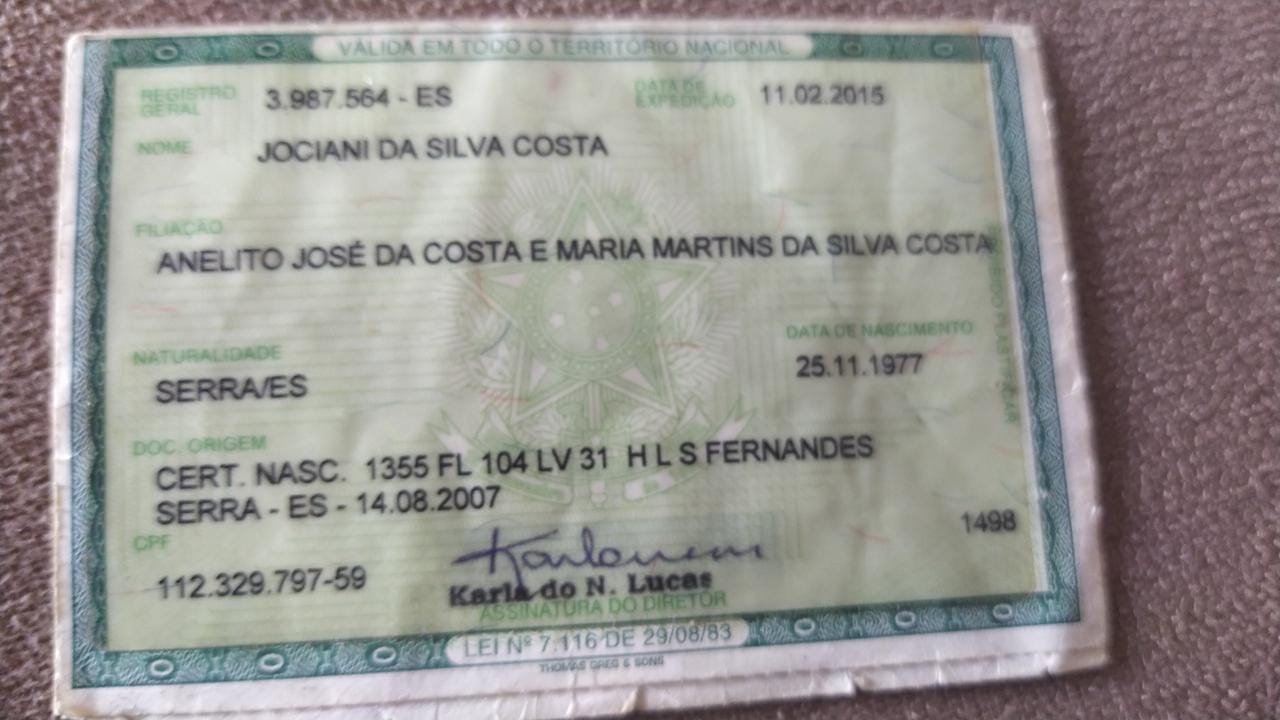 VÁLIDA EM TODO O TERRITÓRIO NACIONAL
REGISTRO GERAL 3.987.564 - ES DATA DE EXPEDIÇÃO 11.02.2015
NOME JOCIANI DA SILVA COSTA
FILIAÇÃO
ANELITO JOSÉ DA COSTA E MARIA MARTINS DA SILVA COSTA
NATURALIDADE DATA DE NASCIMENTO
SERRA/ES 25.11.1977
DOC. ORIGEM
CERT. NASC. 1355 FL 104 LV 31 H L S FERNANDES
SERRA - ES - 14.08.2007
CPF 1498
112.329.797-59
Karla do N. Lucas
ASSINATURA DO DIRETOR
LEI Nº 7.116 DE 29/08/83
THOMAS GREG & SONS